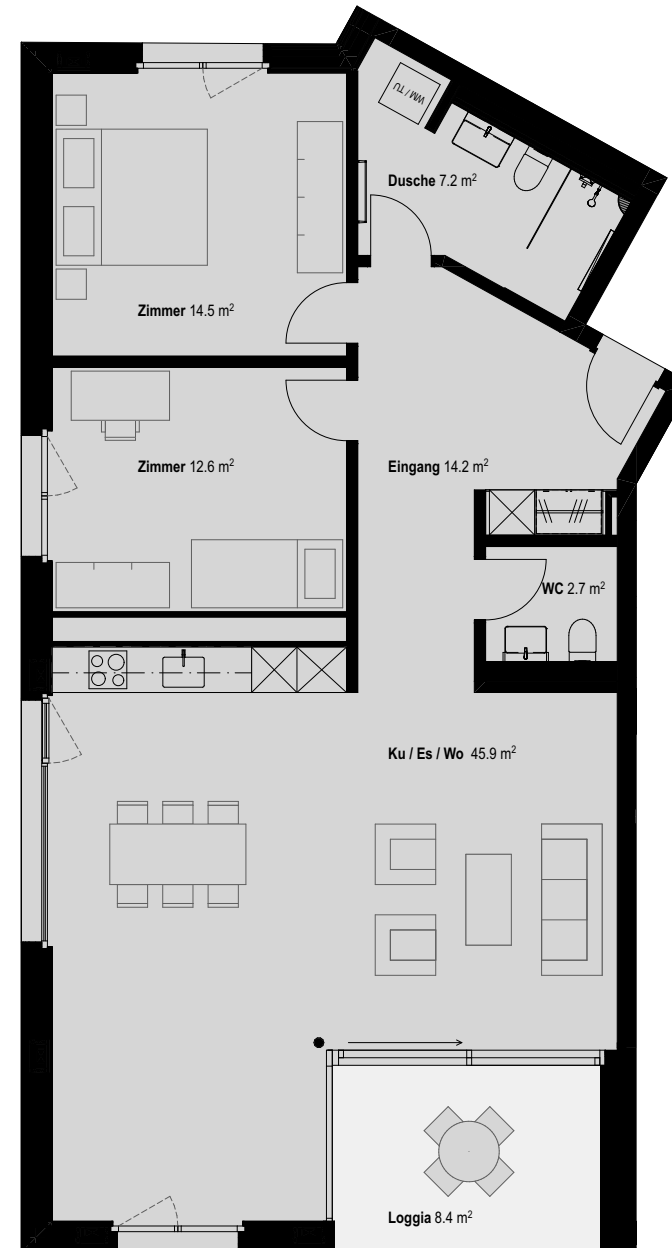 WM / TU
Dusche 7.2 m²
Zimmer 14.5 m²
Zimmer 12.6 m²
Eingang 14.2 m²
WC 2.7 m²
Ku / Es / Wo 45.9 m²
Loggia 8.4 m²